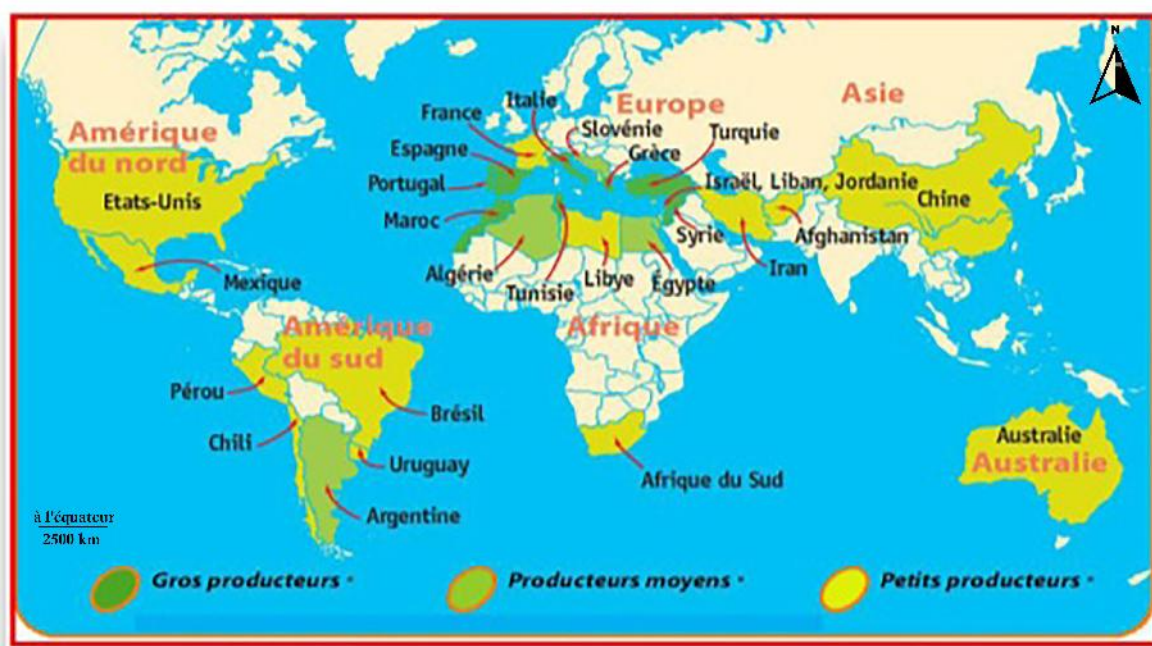 N
Amérique
du nord
Etats-Unis
Mexique
Amérique
du sud
Pérou
Brésil
Chili
Uruguay
Argentine
Europe
Italie
France
Slovénie
Turquie
Espagne
Grèce
Portugal
Israël, Liban, Jordanie
Maroc
Syrie
Algérie
Tunisie
Libye
Égypte
Afrique
Afrique du Sud
Asie
Chine
Afghanistan
Iran
Australie
Australie
à l'équateur
2500 km
Gros producteurs *
Producteurs moyens *
Petits producteurs *